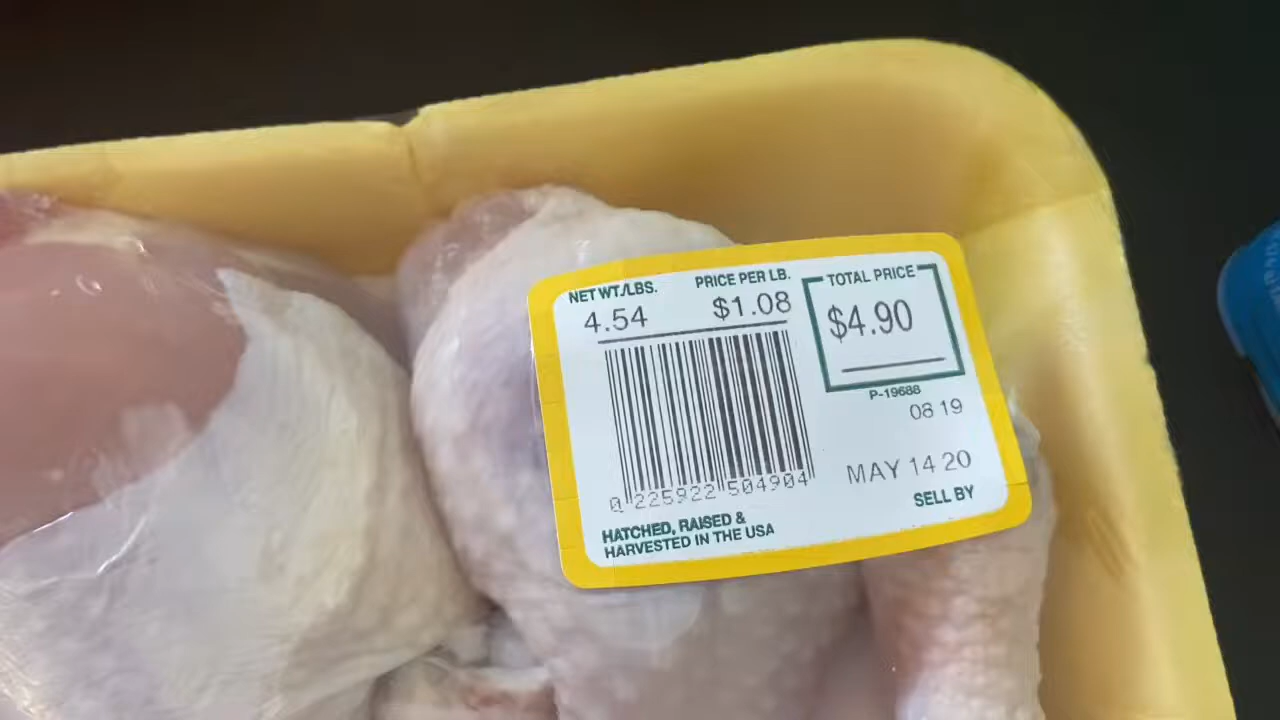 NET WT./LBS. PRICE PER LB. TOTAL PRICE
4.54 $1.08 $4.90
P-19688
08 19
MAY 14 20
SELL BY
0 225922 504904
HATCHED, RAISED &
HARVESTED IN THE USA